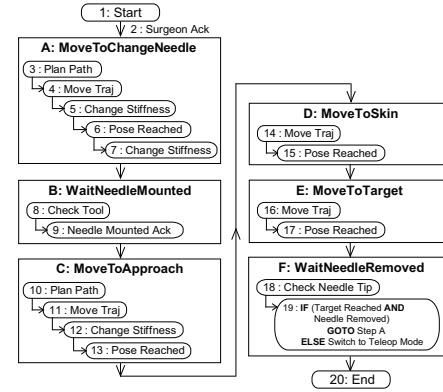 1: Start
2 : Surgeon Ack
A: MoveToChangeNeedle
3 : Plan Path
4 : Move Traj
5 : Change Stiffness
6 : Pose Reached
7 : Change Stiffness
B: WaitNeedleMounted
8 : Check Tool
9 : Needle Mounted Ack
C: MoveToApproach
10 : Plan Path
11 : Move Traj
12 : Change Stiffness
13 : Pose Reached
D: MoveToSkin
14 : Move Traj
15 : Pose Reached
E: MoveToTarget
16: Move Traj
17 : Pose Reached
F: WaitNeedleRemoved
18 : Check Needle Tip
19 : IF (Target Reached AND
Needle Removed)
GOTO Step A
ELSE Switch to Teleop Mode
20: End